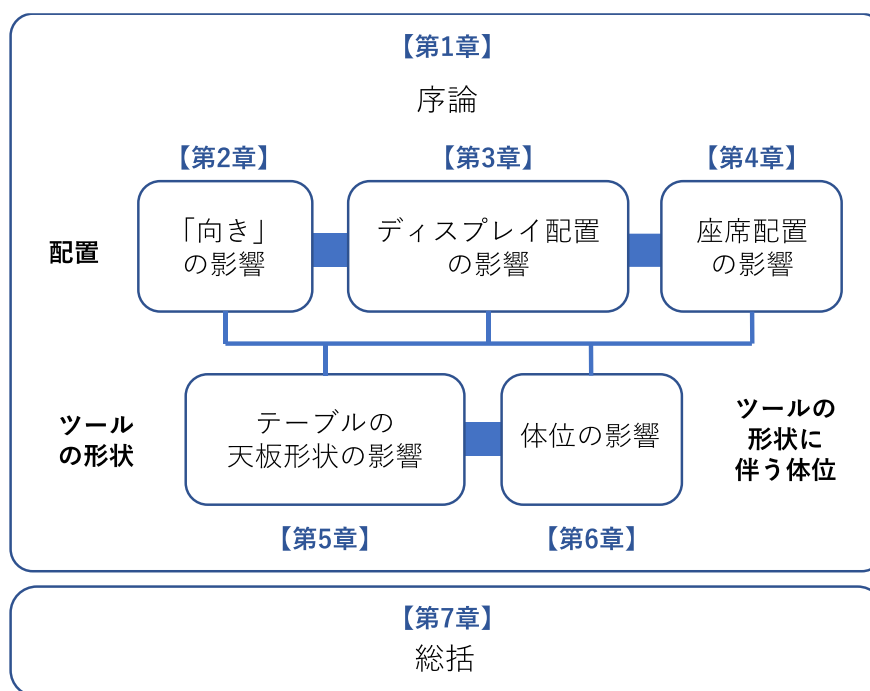 【第1章】
序論
【第2章】
【第3章】
【第4章】
配置
「向き」
の影響
ディスプレイ配置
の影響
座席配置
の影響
ツール
の形状
テーブルの
天板形状の影響
体位の影響
ツールの
形状に
伴う体位
【第5章】
【第6章】
【第7章】
総括